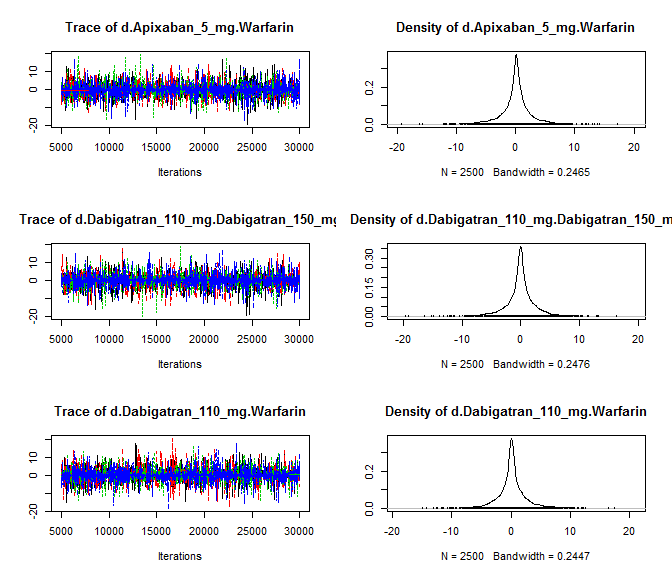 Trace of d.Apixaban_5_mg.Warfarin
10
0
-20
5000 10000 15000 20000 25000 30000
Iterations
Density of d.Apixaban_5_mg.Warfarin
0.2
0.0
-20 -10 0 10 20
N = 2500 Bandwidth = 0.2465
Trace of d.Dabigatran_110_mg.Dabigatran_150_mg
10
0
-20
5000 10000 15000 20000 25000 30000
Iterations
Density of d.Dabigatran_110_mg.Dabigatran_150_m
0.30
0.15
0.00
-20 -10 0 10 20
N = 2500 Bandwidth = 0.2476
Trace of d.Dabigatran_110_mg.Warfarin
10
0
-20
5000 10000 15000 20000 25000 30000
Iterations
Density of d.Dabigatran_110_mg.Warfarin
0.2
0.0
-20 -10 0 10 20
N = 2500 Bandwidth = 0.2447